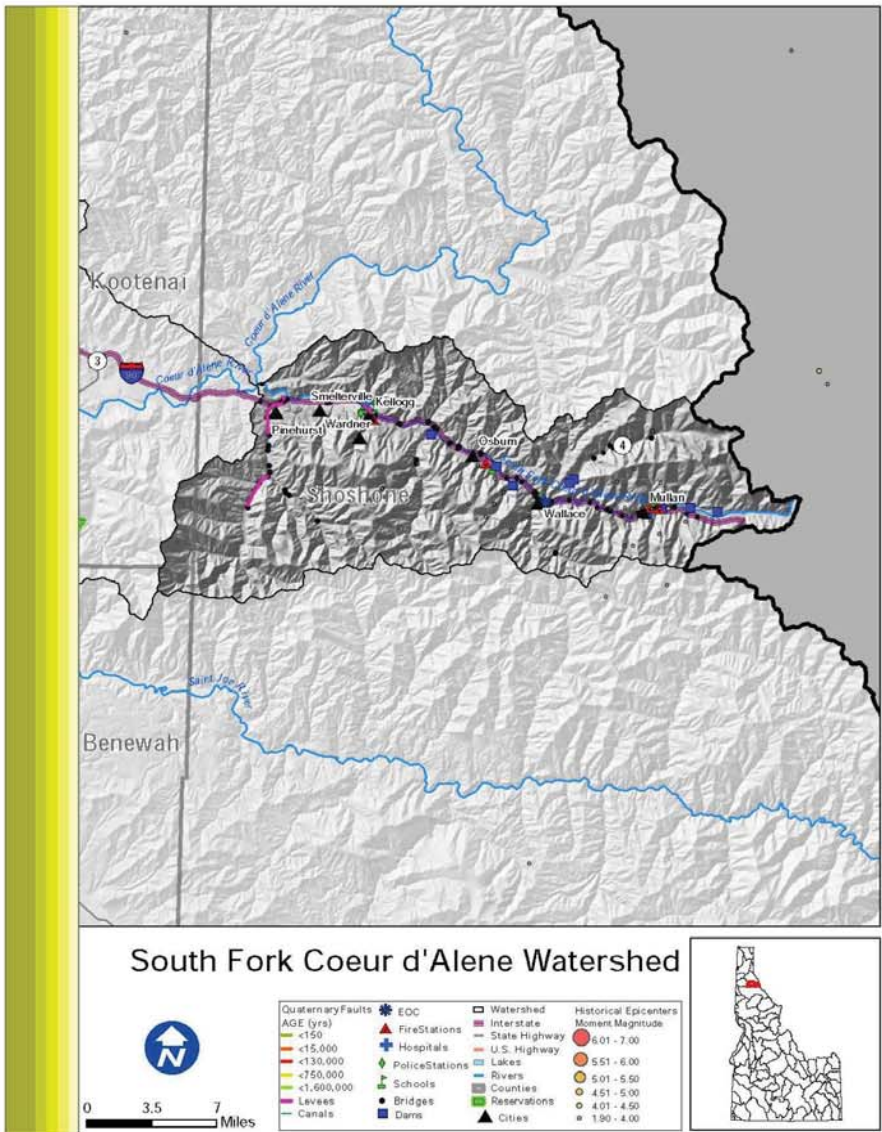 Kootenai
Coeur d'Alene River
3
90
Coeur d'Alene River
Smelterville
Kellogg
Pinehurst
Wardner
Osburn
4
Shoshone
Mullan
Wallace
Saint Joe River
Benewah
South Fork Coeur d'Alene Watershed
N
0 3.5 7
Miles
Quaternary Faults
AGE (yrs)
<150
<15,000
<130,000
<750,000
<1,600,000
Levees
Canals
EOC
FireStations
Hospitals
PoliceStations
Schools
Bridges
Dams
Watershed
Interstate
State Highway
U.S. Highway
Lakes
Rivers
Counties
Reservations
Cities
Historical Epicenters
Moment Magnitude
6.01 - 7.00
5.51 - 6.00
5.01 - 5.50
4.51 - 5.00
4.01 - 4.50
1.90 - 4.00